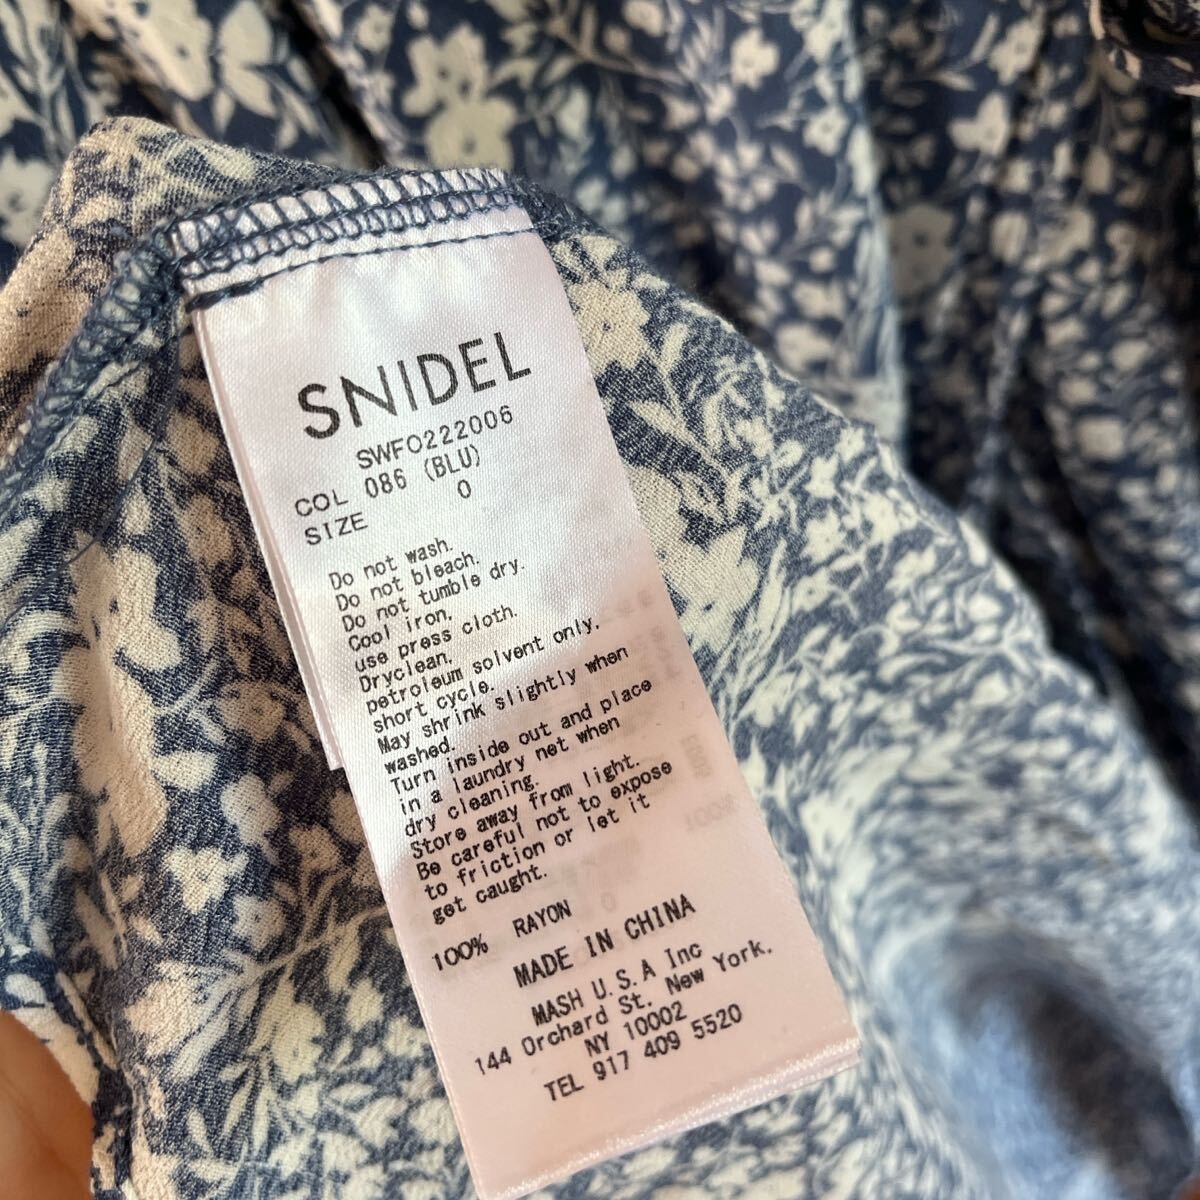 SNIDEL
SWFO222006
COL 086 (BLU)
SIZE 0
Do not wash.
Do not bleach.
Do not tumble dry.
Cool iron.
use press cloth.
Dryclean.
petroleum solvent only.
short cycle.
May shrink slightly when
washed.
Turn inside out and place
in a laundry net when
dry cleaning.
Store away from light.
Be careful not to expose
to friction or let it
get caught.
100% RAYON
MADE IN CHINA
MASH U.S.A Inc
144 Orchard St. New York.
NY 10002
TEL 917 409 5520